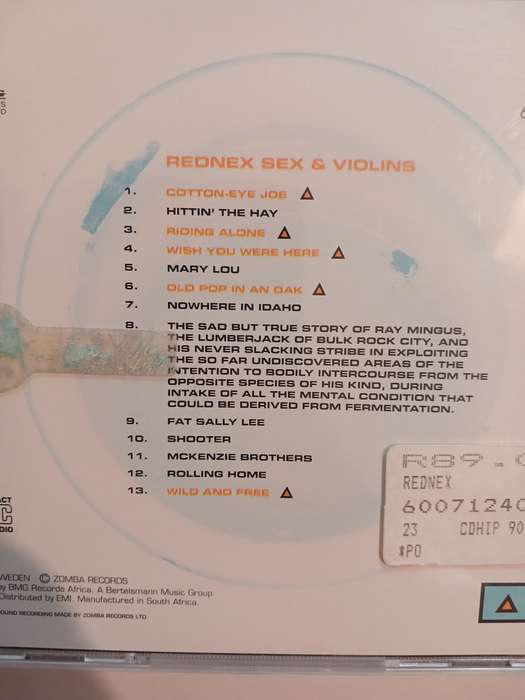 REDNEX SEX & VIOLINS
1. COTTON-EYE JOE
2. HITTIN' THE HAY
3. RIDING ALONE
4. WISH YOU WERE HERE
5. MARY LOU
6. OLD POP IN AN OAK
7. NOWHERE IN IDAHO
8. THE SAD BUT TRUE STORY OF RAY MINGUS,
THE LUMBERJACK OF BULK ROCK CITY, AND
HIS NEVER SLACKING STRIBE IN EXPLOITING
THE SO FAR UNDISCOVERED AREAS OF THE
INTENTION TO BODILY INTERCOURSE FROM THE
OPPOSITE SPECIES OF HIS KIND, DURING
INTAKE OF ALL THE MENTAL CONDITION THAT
COULD BE DERIVED FROM FERMENTATION.
9. FAT SALLY LEE
10. SHOOTER
11. MCKENZIE BROTHERS
12. ROLLING HOME
13. WILD AND FREE
R89.
REDNEX
6007124
23 CDHIP 90
*PO
WEDEN © ZOMBA RECORDS
by BMG Records Africa. A Bertelsmann Music Group.
Distributed by EMI. Manufactured in South Africa.
OUND RECORDING MADE BY ZOMBA RECORDS LTD.